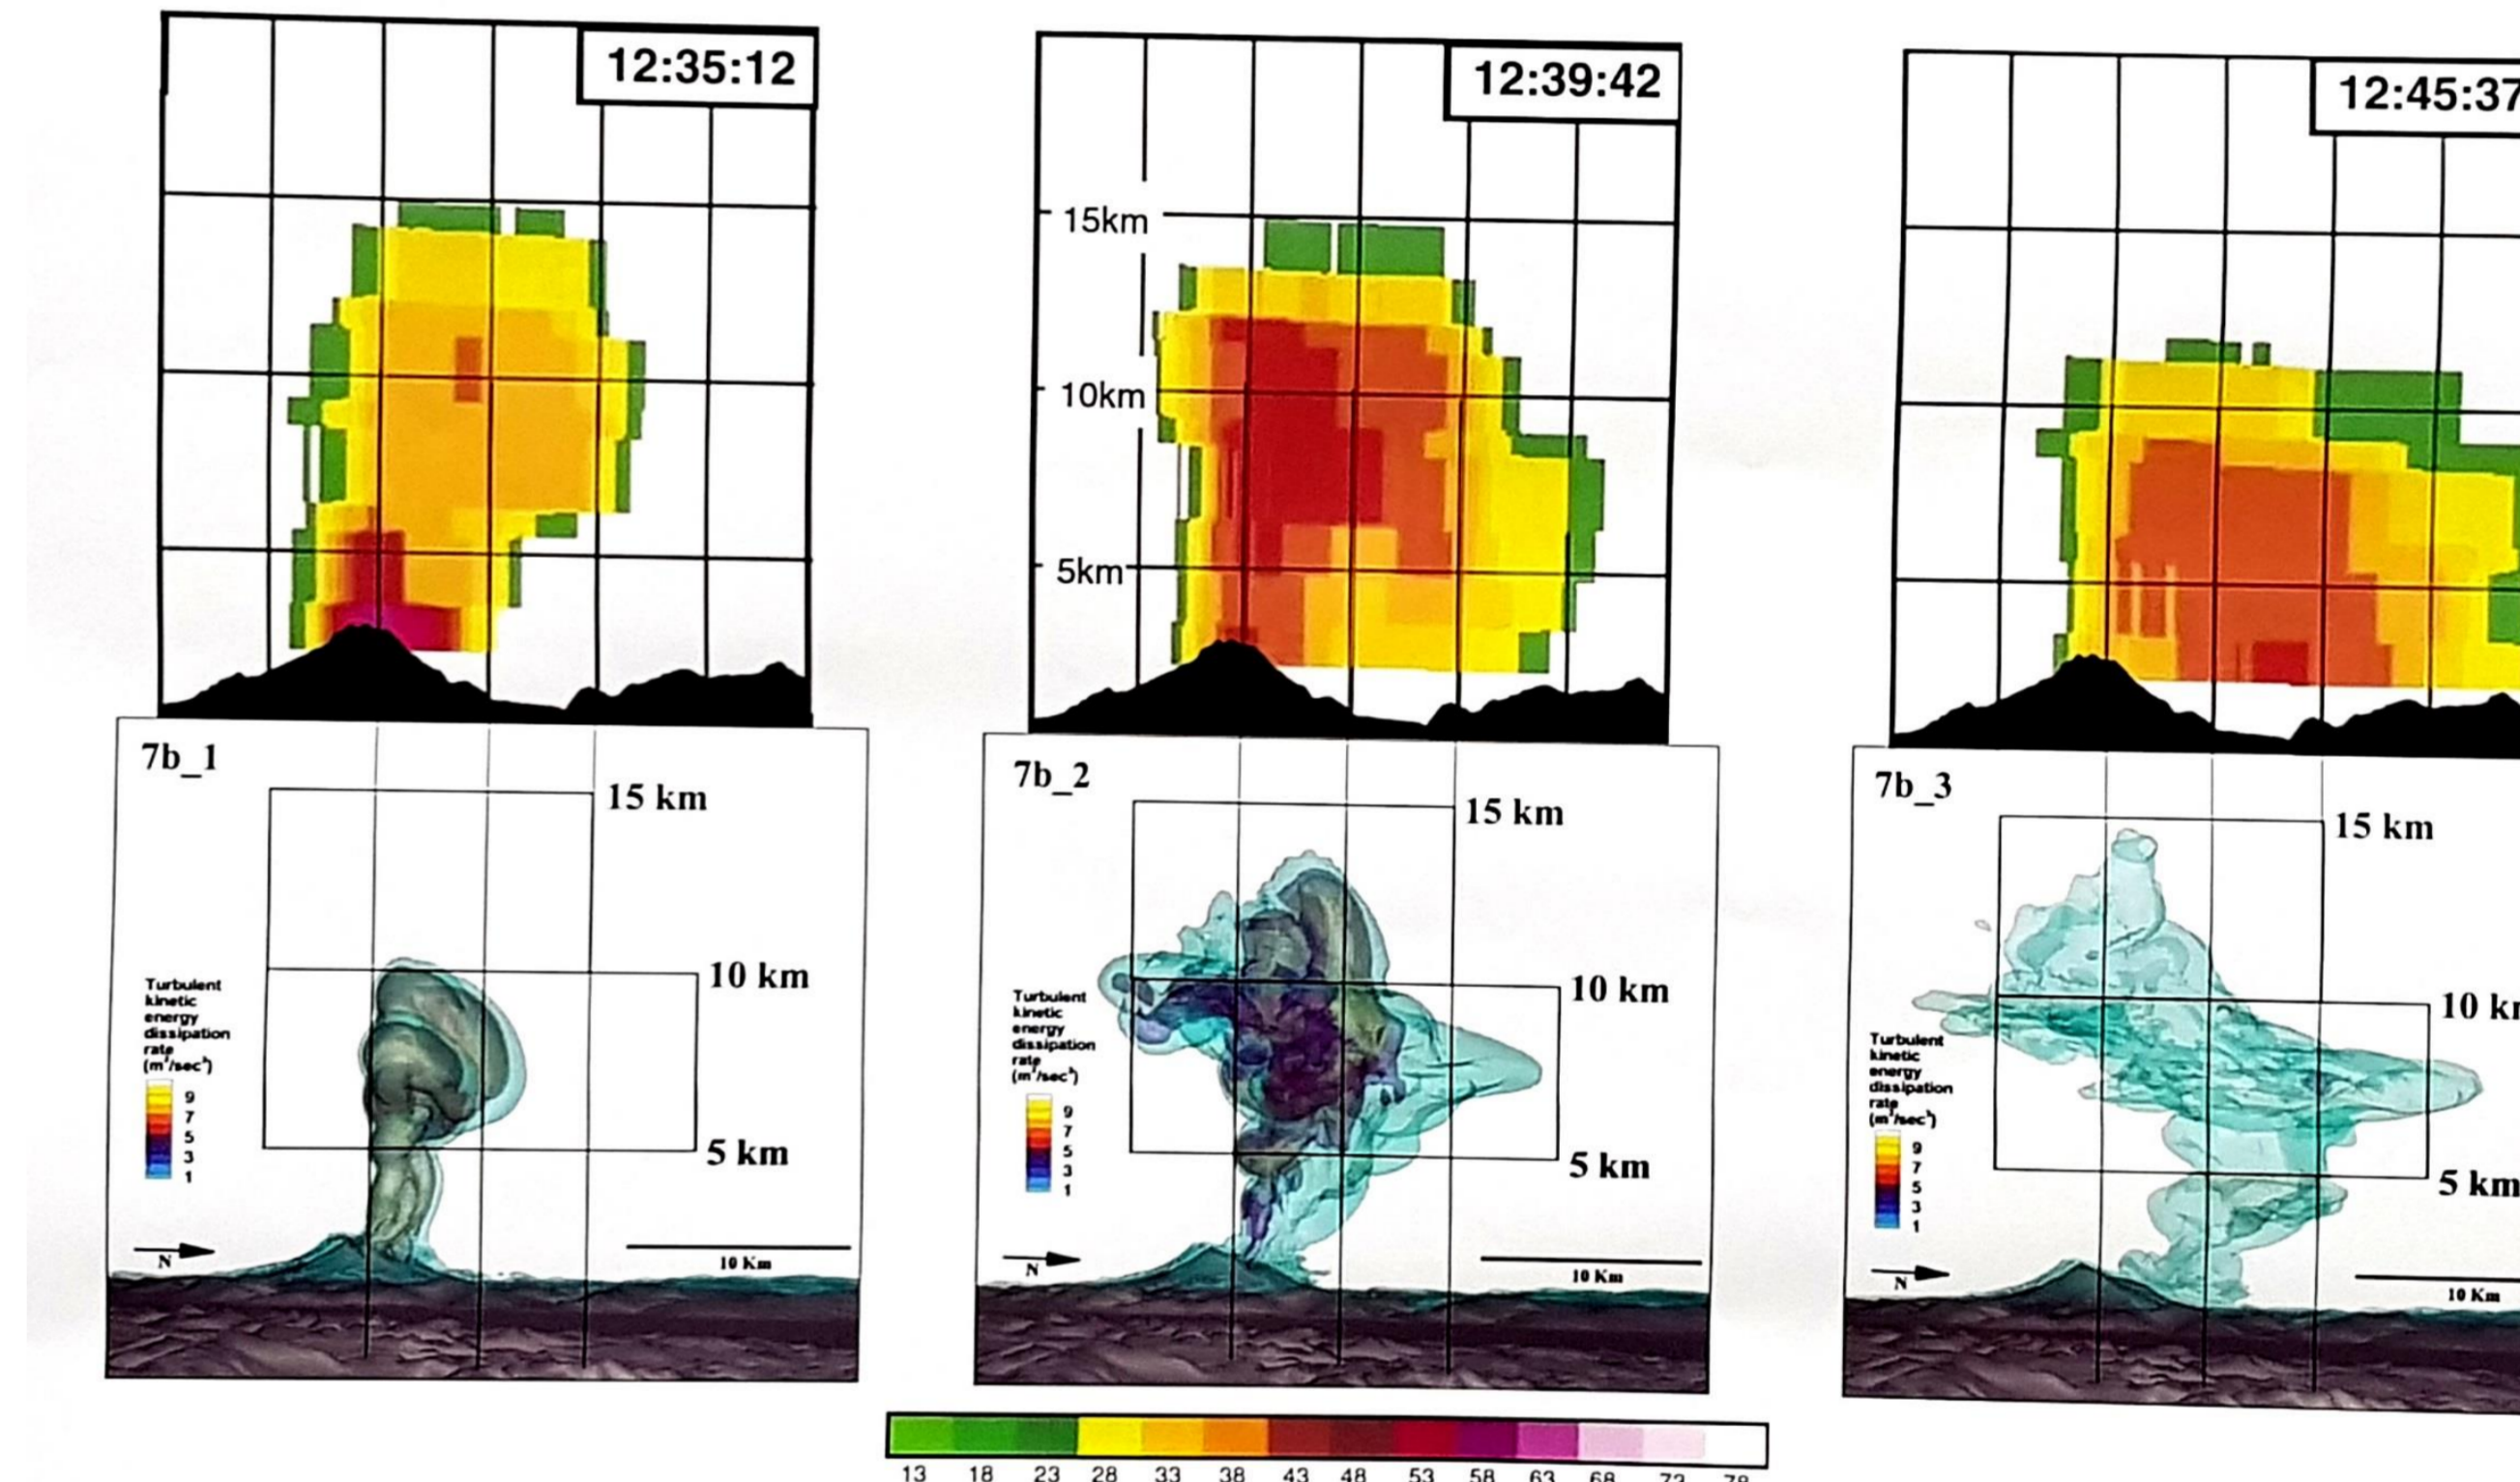 12:35:12
12:39:42
12:45:37
15km
10km
5km
7b_1
15 km
10 km
5 km
Turbulent
kinetic
energy
dissipation
rate
9
7
5
3
1
N
10 Km
7b_2
15 km
10 km
5 km
Turbulent
kinetic
energy
dissipation
rate
9
7
5
3
1
N
10 Km
7b_3
15 km
10
5 km
Turbulent
kinetic
energy
dissipation
rate
9
7
5
3
1
N
10 Km
13 18 23 28 33 38 43 48 53 58 63 68 73 78